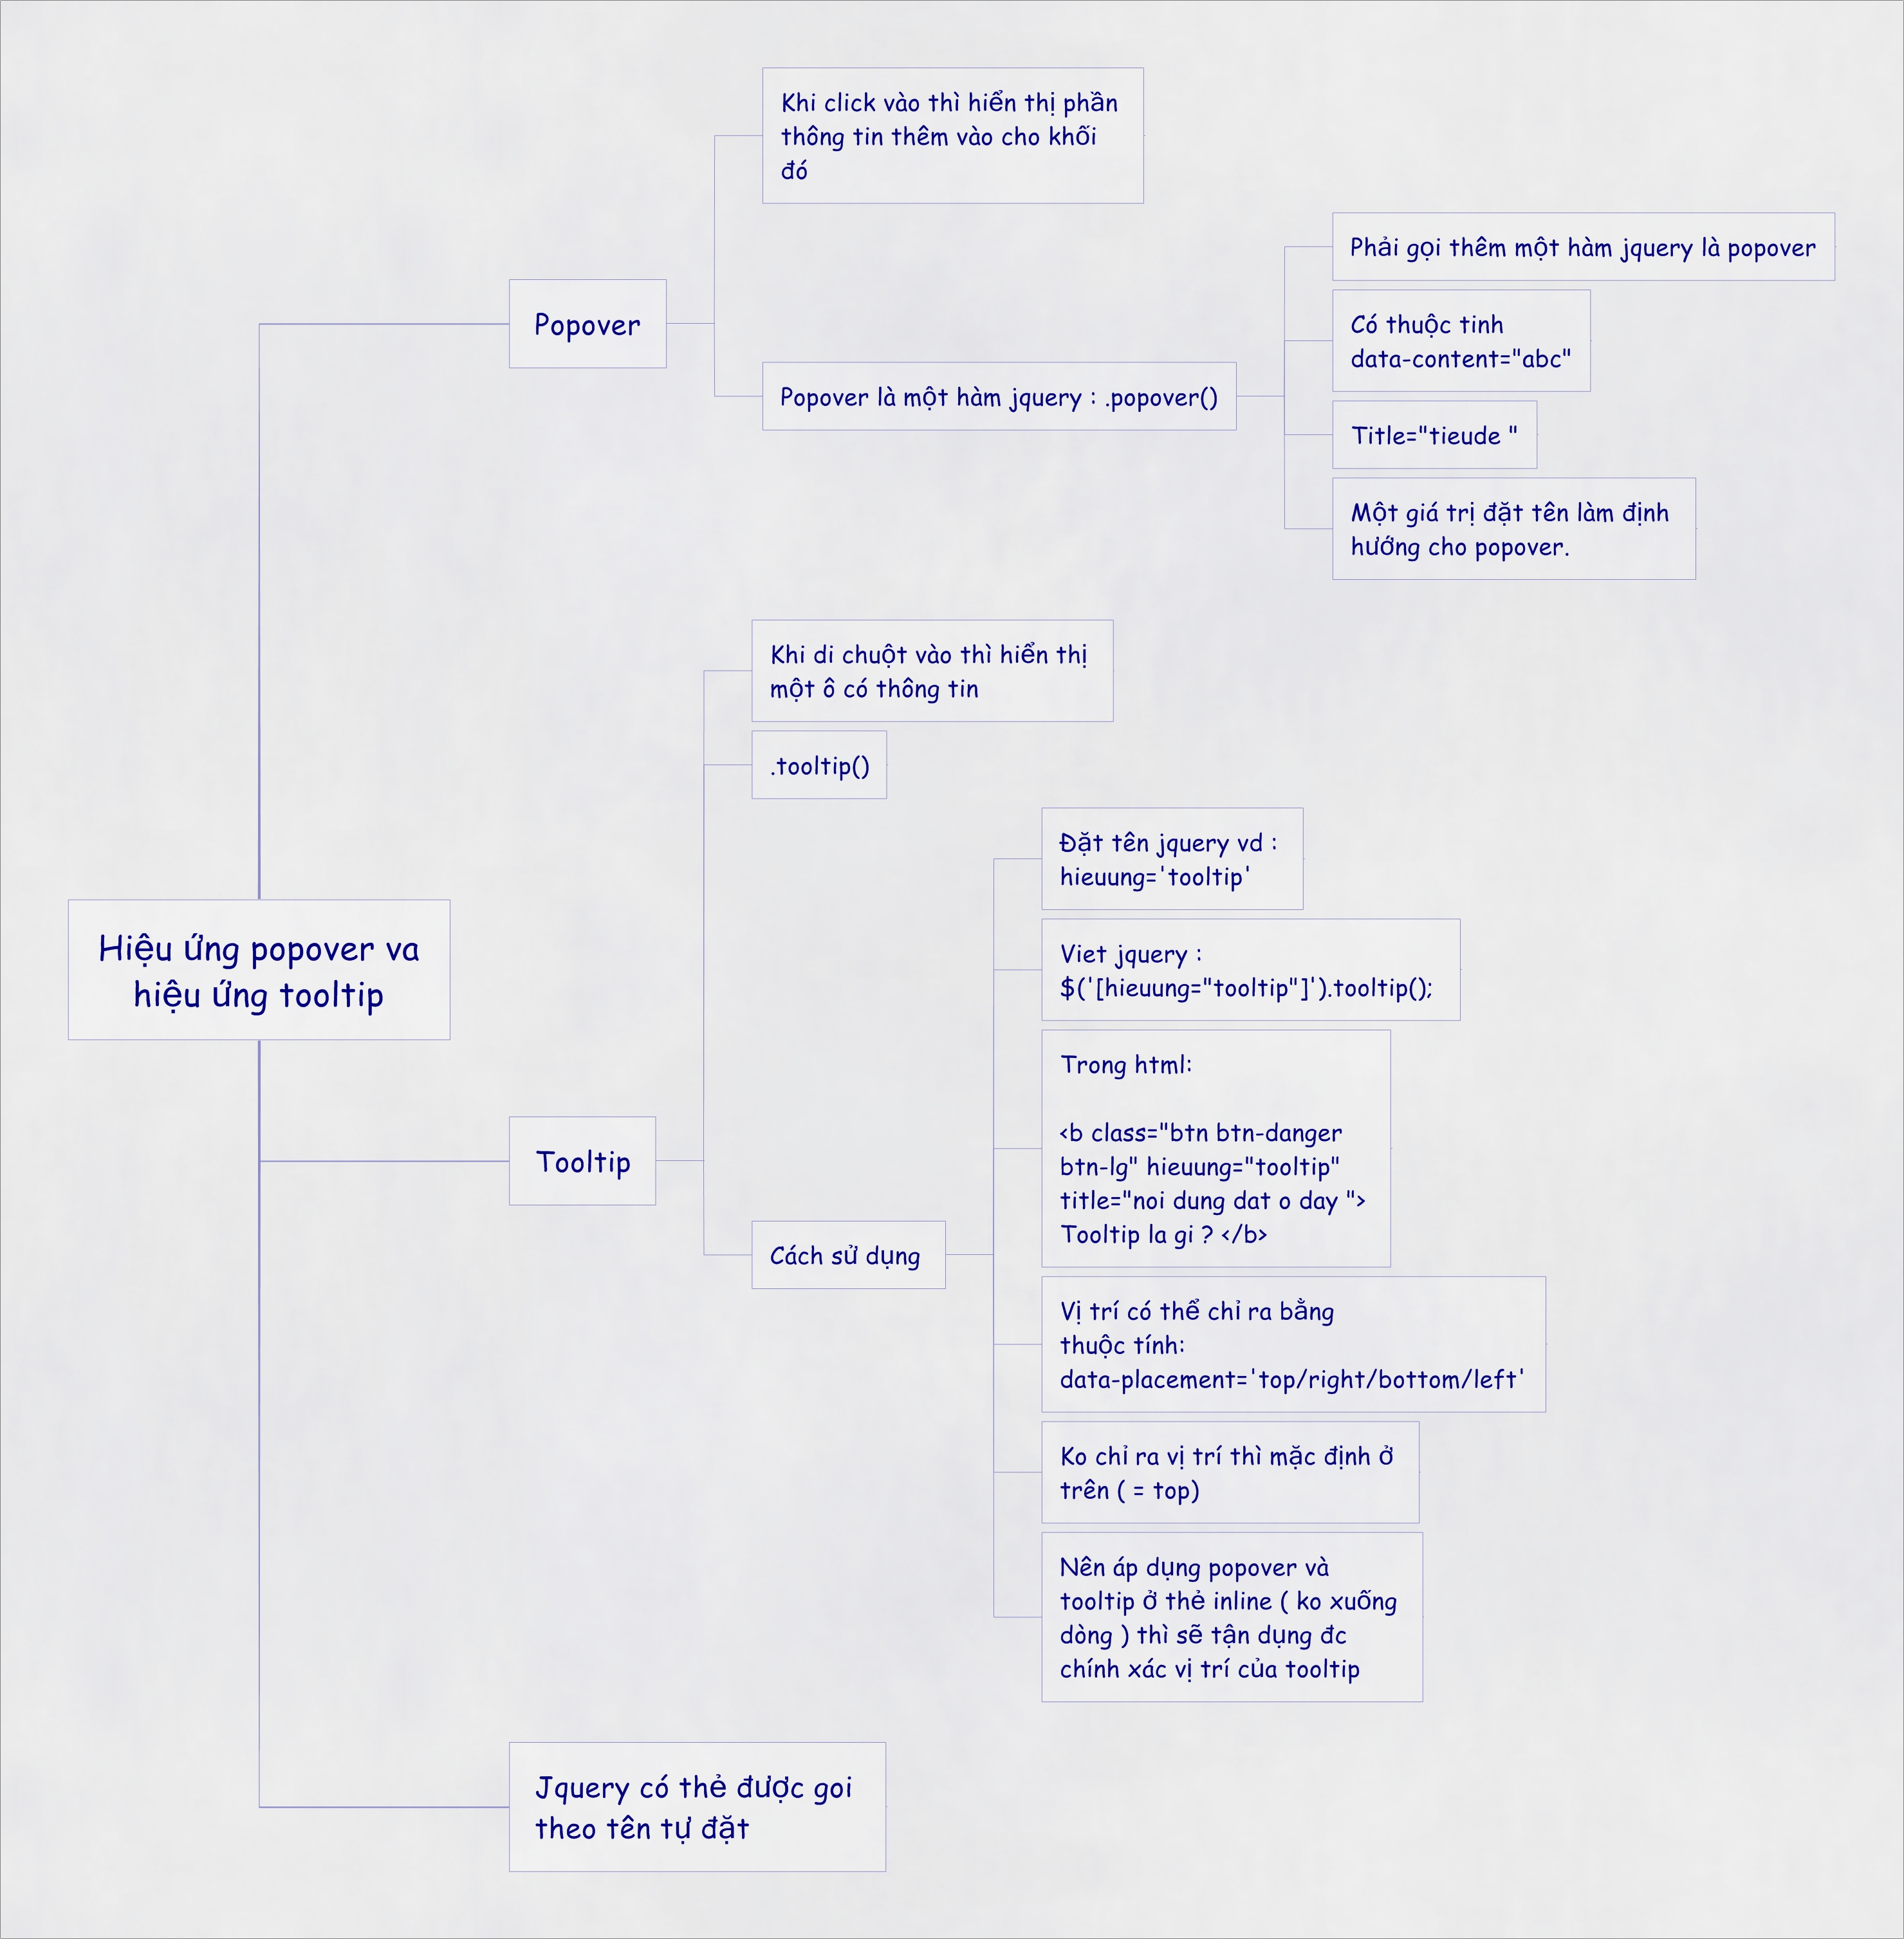 Khi click vào thì hiển thị phần
thông tin thêm vào cho khối
đó
Phải gọi thêm một hàm jquery là popover
Popover
Có thuộc tinh
data-content="abc"
Popover là một hàm jquery : .popover()
Title="tieude "
Một giá trị đặt tên làm định
hướng cho popover.
Khi di chuột vào thì hiển thị
một ô có thông tin
.tooltip()
Đặt tên jquery vd :
hieuung='tooltip'
Hiệu ứng popover va
hiệu ứng tooltip
Viet jquery :
$('[hieuung="tooltip"]').tooltip();
Trong html:
<b class="btn btn-danger
btn-lg" hieuung="tooltip"
title="noi dung dat o day ">
Tooltip la gi ? </b>
Tooltip
Cách sử dụng
Vị trí có thể chỉ ra bằng
thuộc tính:
data-placement='top/right/bottom/left'
Ko chỉ ra vị trí thì mặc định ở
trên ( = top)
Nên áp dụng popover và
tooltip ở thẻ inline ( ko xuống
dòng ) thì sẽ tận dụng đc
chính xác vị trí của tooltip
Jquery có thẻ được goi
theo tên tự đặt